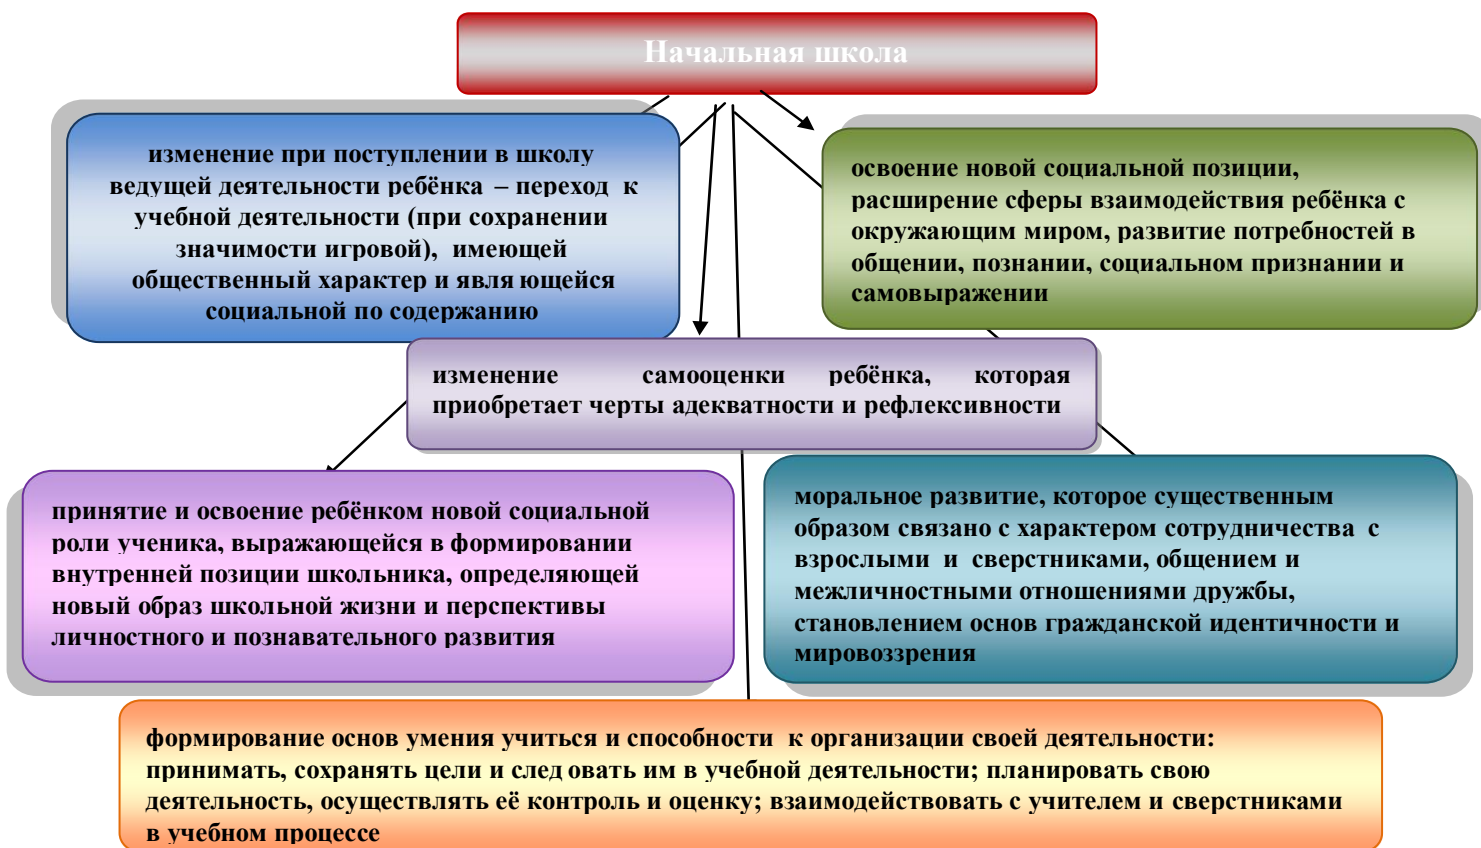 Начальная школа
изменение при поступлении в школу
ведущей деятельности ребёнка – переход к
учебной деятельности (при сохранении
значимости игровой), имеющей
общественный характер и явля ющейся
социальной по содержанию
освоение новой социальной позиции,
расширение сферы взаимодействия ребёнка с
окружающим миром, развитие потребностей в
общении, познании, социальном признании и
самовыражении
изменение самооценки ребёнка, которая
приобретает черты адекватности и рефлексивности
принятие и освоение ребёнком новой социальной
роли ученика, выражающейся в формировании
внутренней позиции школьника, определяющей
новый образ школьной жизни и перспективы
личностного и познавательного развития
моральное развитие, которое существенным
образом связано с характером сотрудничества с
взрослыми и сверстниками, общением и
межличностными отношениями дружбы,
становлением основ гражданской идентичности и
мировоззрения
формирование основ умения учиться и способности к организации своей деятельности:
принимать, сохранять цели и след овать им в учебной деятельности; планировать свою
деятельность, осуществлять её контроль и оценку; взаимодействовать с учителем и сверстниками
в учебном процессе